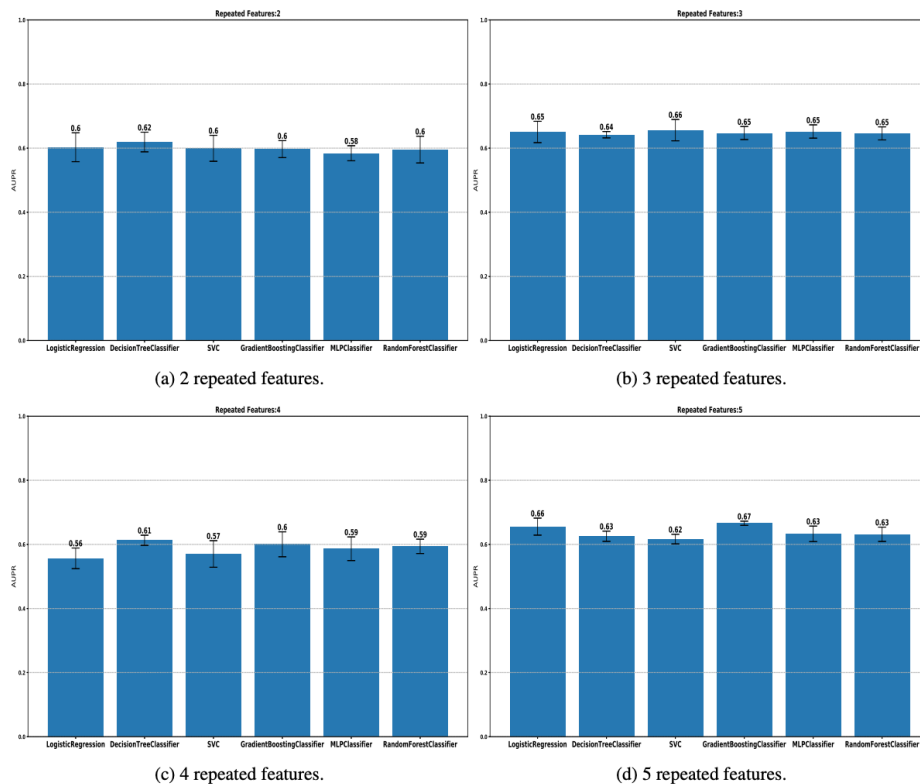 Repeated Features:2
1.0
0.8
0.6
0.4
0.2
0.0
AUPR
0.6 0.62 0.6 0.6 0.58 0.6
LogisticRegression DecisionTreeClassifier SVC GradientBoostingClassifier MLPClassifier RandomForestClassifier
(a) 2 repeated features.
Repeated Features:3
1.0
0.8
0.6
0.4
0.2
0.0
AUPR
0.65 0.64 0.66 0.65 0.65 0.65
LogisticRegression DecisionTreeClassifier SVC GradientBoostingClassifier MLPClassifier RandomForestClassifier
(b) 3 repeated features.
Repeated Features:4
1.0
0.8
0.6
0.4
0.2
0.0
AUPR
0.56 0.61 0.57 0.6 0.59 0.59
LogisticRegression DecisionTreeClassifier SVC GradientBoostingClassifier MLPClassifier RandomForestClassifier
(c) 4 repeated features.
Repeated Features:5
1.0
0.8
0.6
0.4
0.2
0.0
AUPR
0.66 0.63 0.62 0.67 0.63 0.63
LogisticRegression DecisionTreeClassifier SVC GradientBoostingClassifier MLPClassifier RandomForestClassifier
(d) 5 repeated features.